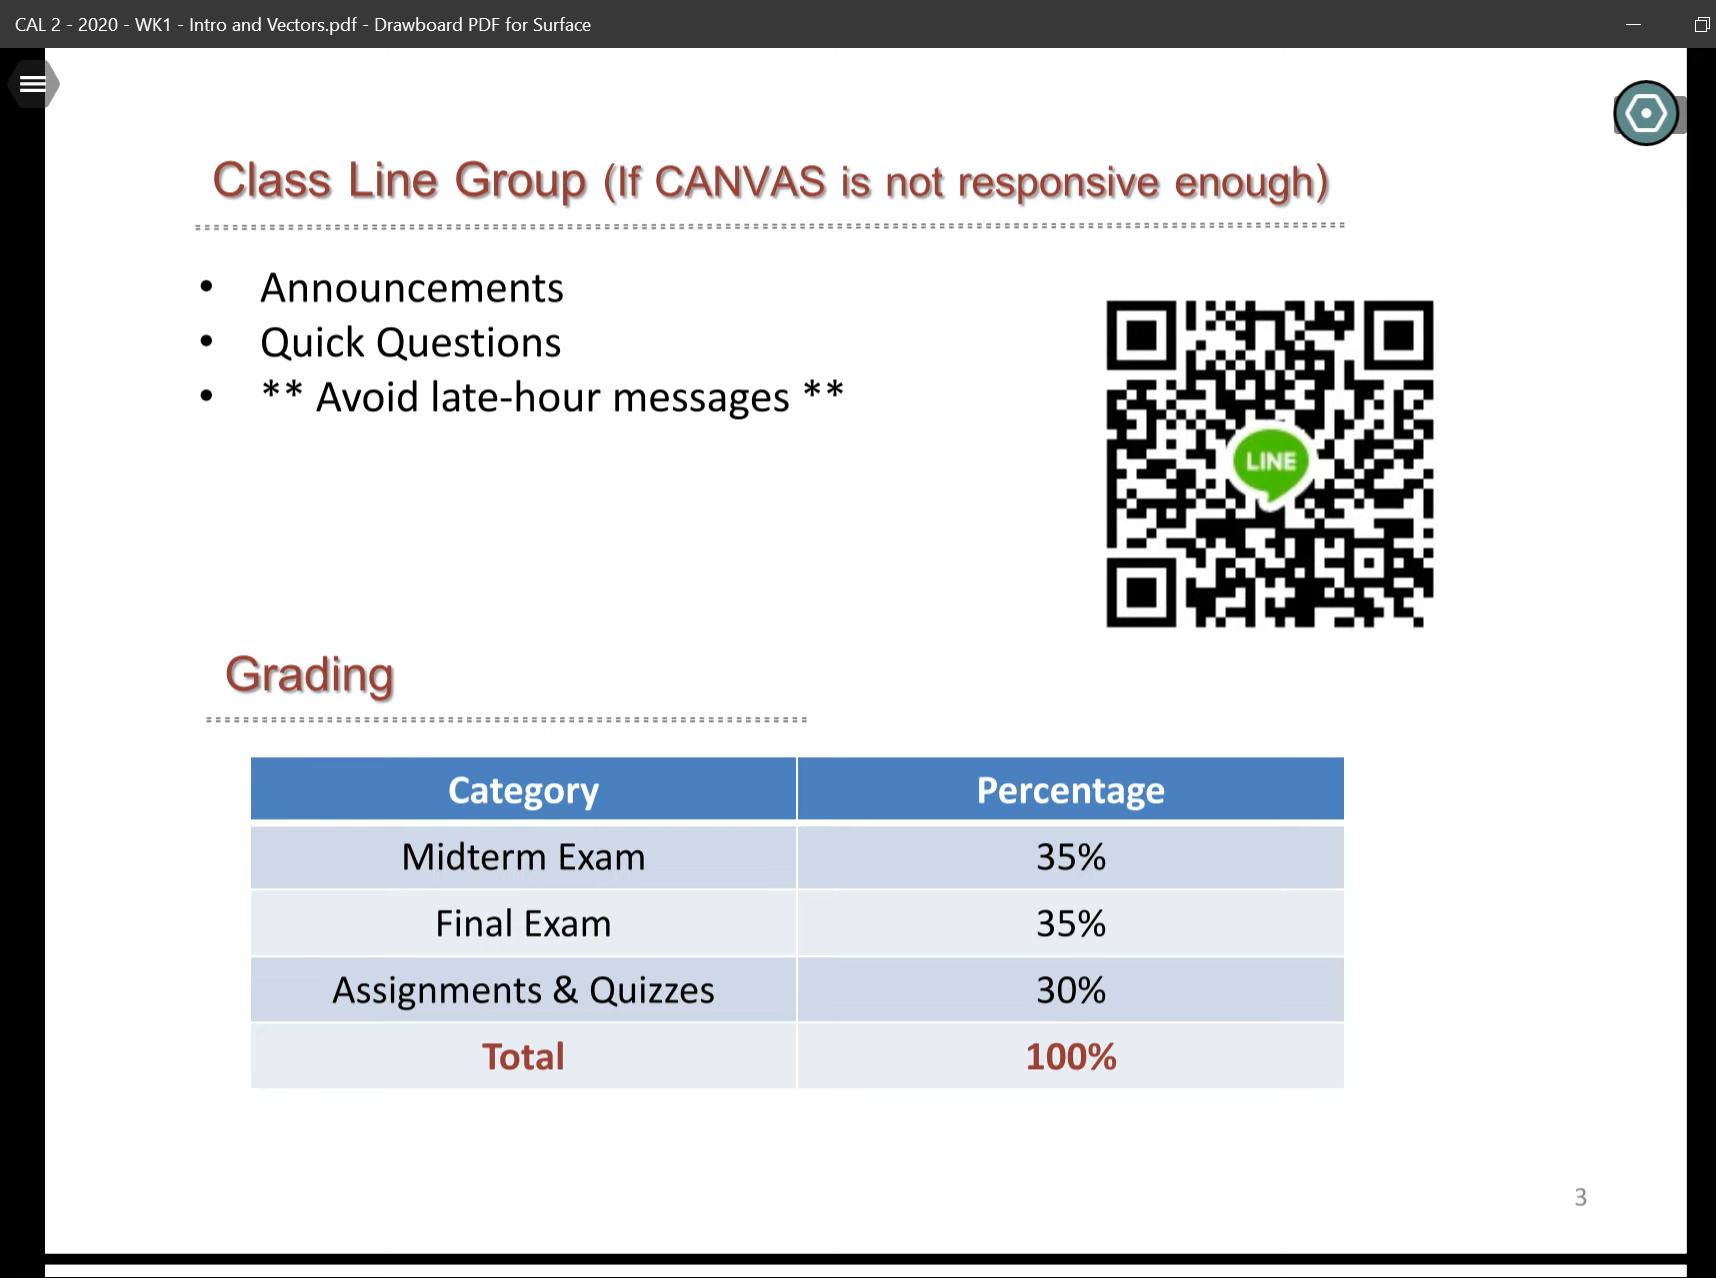 CAL 2 - 2020 - WK1 - Intro and Vectors.pdf - Drawboard PDF for Surface
Class Line Group (If CANVAS is not responsive enough)
• Announcements
• Quick Questions
• ** Avoid late-hour messages **
LINE
Grading
Category Percentage
Midterm Exam 35%
Final Exam 35%
Assignments & Quizzes 30%
Total 100%
3